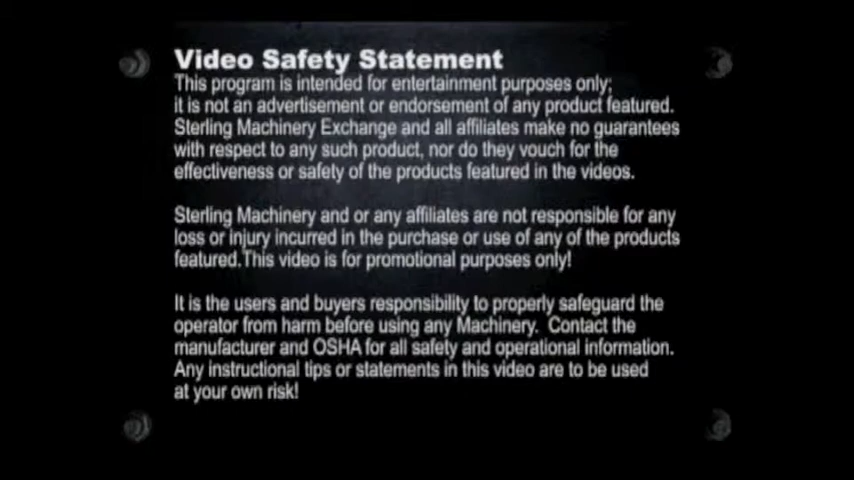 Video Safety Statement
This program is intended for entertainment purposes only;
it is not an advertisement or endorsement of any product featured.
Sterling Machinery Exchange and all affiliates make no guarantees
with respect to any such product, nor do they vouch for the
effectiveness or safety of the products featured in the videos.
Sterling Machinery and or any affiliates are not responsible for any
loss or injury incurred in the purchase or use of any of the products
featured.This video is for promotional purposes only!
It is the users and buyers responsibility to properly safeguard the
operator from harm before using any Machinery. Contact the
manufacturer and OSHA for all safety and operational information.
Any instructional tips or statements in this video are to be used
at your own risk!